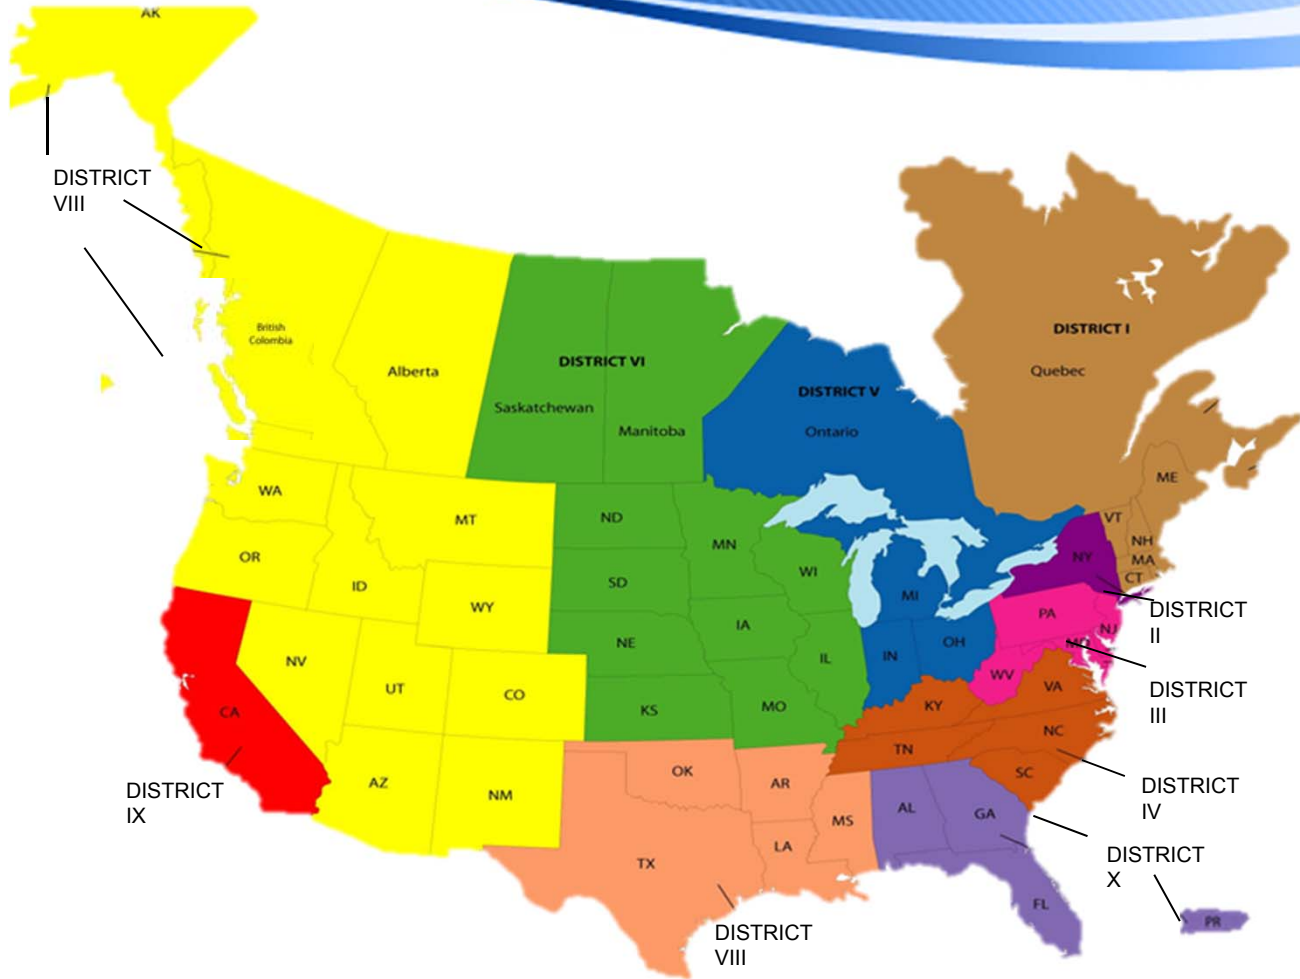 AK
DISTRICT
VIII
British
Colombia
Alberta
DISTRICT VI
Saskatchewan
Manitoba
DISTRICT V
Ontario
DISTRICT I
Quebec
WA
OR
MT
ID
WY
NV
UT
CO
AZ
NM
CA
DISTRICT
IX
ND
SD
NE
KS
MN
IA
MO
WI
IL
MI
IN
OH
ME
VT
NH
MA
CT
NY
DISTRICT
II
PA
NJ
MD
WV
DISTRICT
III
KY
VA
TN
NC
SC
DISTRICT
IV
OK
TX
AR
LA
MS
DISTRICT
VIII
AL
GA
FL
DISTRICT
X
PR